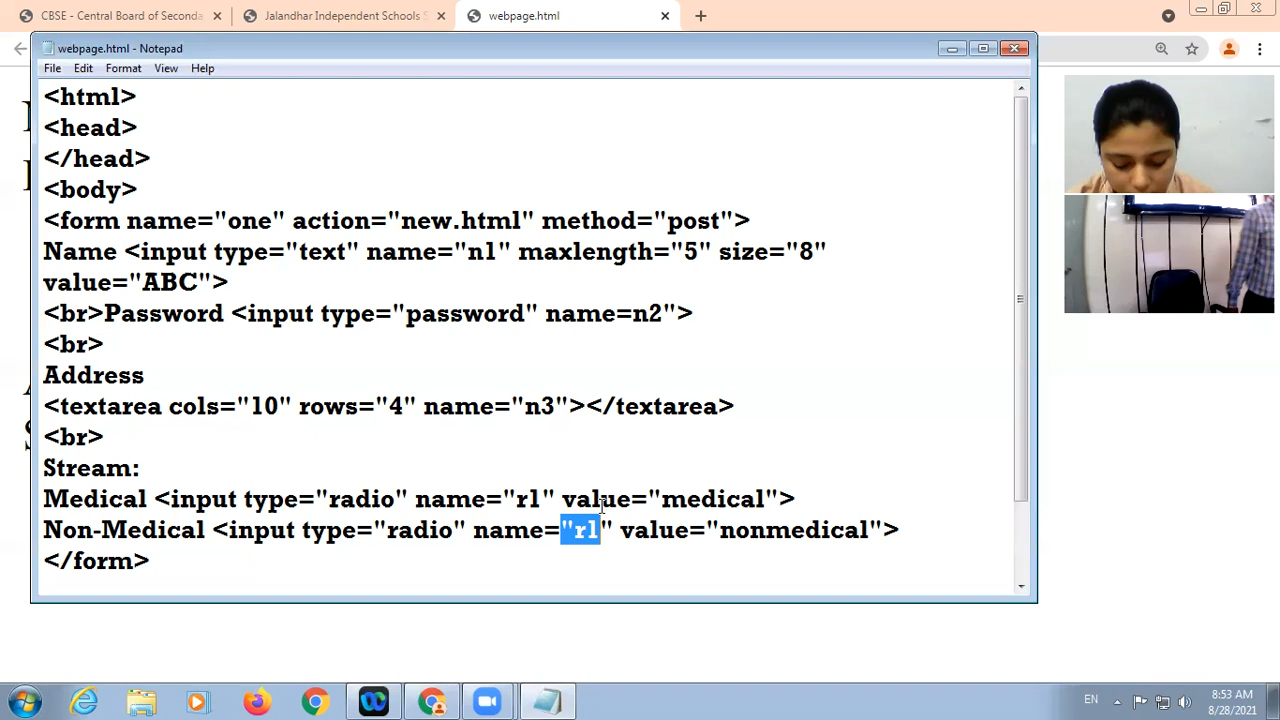 CBSE - Central Board of Seconda
Jalandhar Independent Schools S
webpage.html
webpage.html - Notepad
File Edit Format View Help
<html>
<head>
</head>
<body>
<form name="one" action="new.html" method="post">
Name <input type="text" name="n1" maxlength="5" size="8"
value="ABC">
<br>Password <input type="password" name=n2">
<br>
Address
<textarea cols="10" rows="4" name="n3"></textarea>
<br>
Stream:
Medical <input type="radio" name="r1" value="medical">
Non-Medical <input type="radio" name="r1" value="nonmedical">
</form>
EN
8:53 AM
8/28/2021